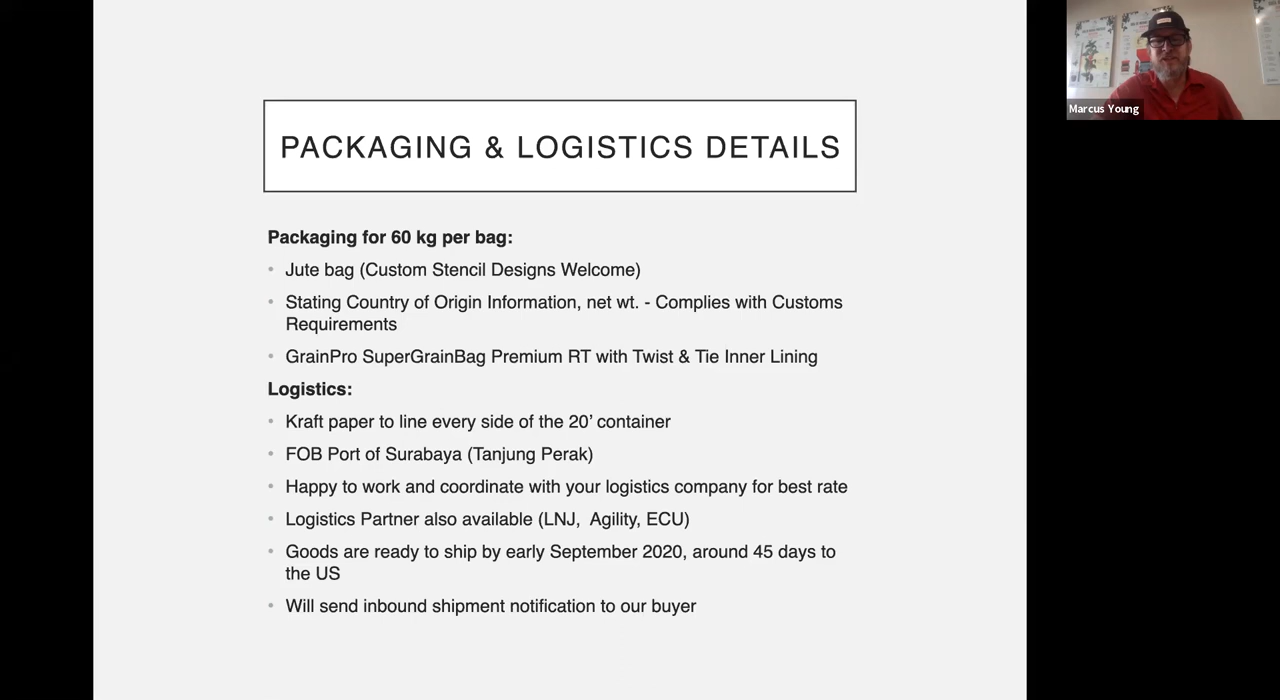 PACKAGING & LOGISTICS DETAILS
Packaging for 60 kg per bag:
• Jute bag (Custom Stencil Designs Welcome)
• Stating Country of Origin Information, net wt. - Complies with Customs
Requirements
• GrainPro SuperGrainBag Premium RT with Twist & Tie Inner Lining
Logistics:
• Kraft paper to line every side of the 20’ container
• FOB Port of Surabaya (Tanjung Perak)
• Happy to work and coordinate with your logistics company for best rate
• Logistics Partner also available (LNJ,  Agility, ECU)
• Goods are ready to ship by early September 2020, around 45 days to
the US
• Will send inbound shipment notification to our buyer
Marcus Young